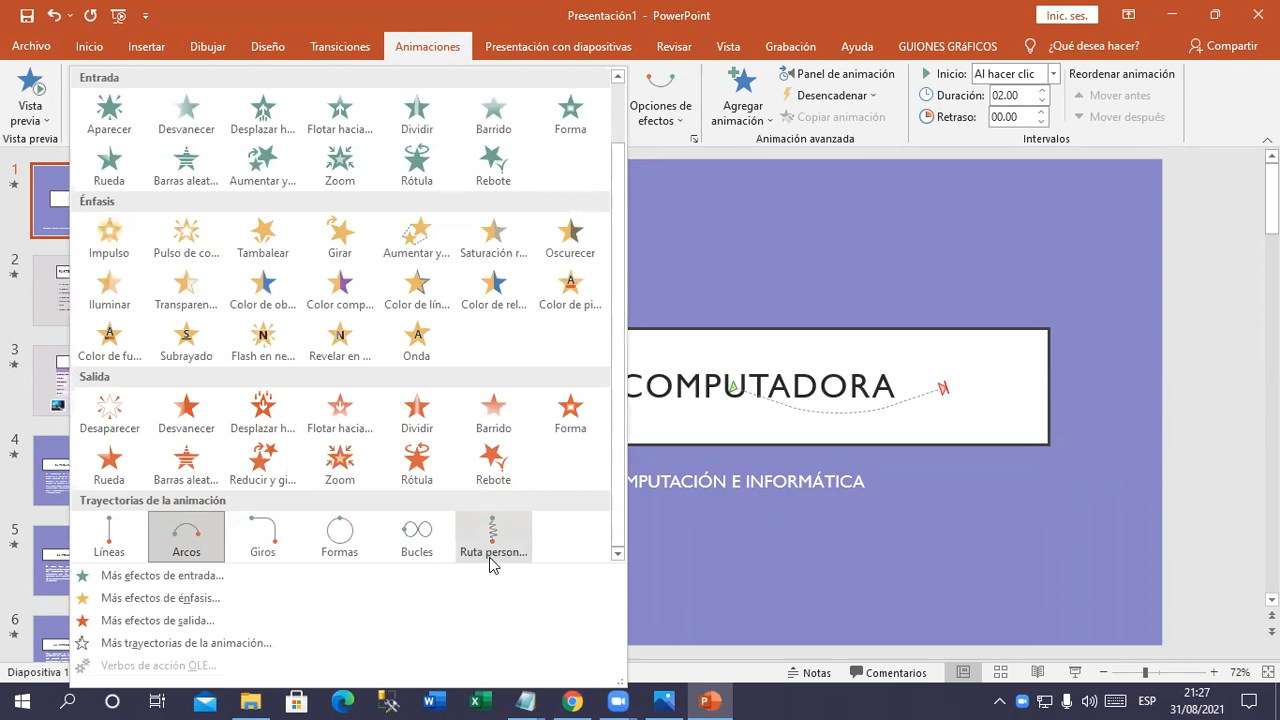 Presentación1 - PowerPoint
Inic. ses.
Archivo Inicio Insertar Dibujar Diseño Transiciones Animaciones Presentación con diapositivas Revisar Vista Grabación Ayuda GUIONES GRÁFICOS ¿Qué desea hacer? Compartir
Vista previa
Vista previa
Opciones de efectos
Agregar animación
Panel de animación
Desencadenar
Copiar animación
Animación avanzada
Inicio: Al hacer clic
Duración: 02.00
Retraso: 00.00
Intervalos
Reordenar animación
Mover antes
Mover después
Entrada
Aparecer Desvanecer Desplazar h... Flotar hacia... Dividir Barrido Forma
Rueda Barras aleat... Aumentar y... Zoom Rótula Rebote
Énfasis
Impulso Pulso de co... Tambalear Girar Aumentar y... Saturación r... Oscurecer
Iluminar Transparen... Color de ob... Color comp... Color de lín... Color de rel... Color de pi...
Color de fu... Subrayado Flash en ne... Revelar en ... Onda
Salida
Desaparecer Desvanecer Desplazar h... Flotar hacia... Dividir Barrido Forma
Rueda Barras aleat... Reducir y gi... Zoom Rótula Rebote
Trayectorias de la animación
Líneas Arcos Giros Formas Bucles Ruta person...
Más efectos de entrada...
Más efectos de énfasis...
Más efectos de salida...
Más trayectorias de la animación...
Verbos de acción OLE...
1
2
3
4
5
6
COMPUTADORA
MPUTACIÓN E INFORMÁTICA
Diapositiva 1
Notas Comentarios 72%
ESP
21:27
31/08/2021